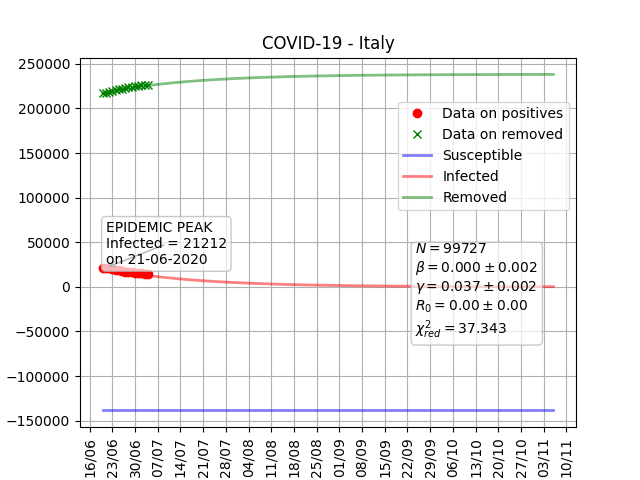 COVID-19 - Italy
250000
200000
150000
100000
50000
0
−50000
−100000
−150000
Data on positives
Data on removed
Susceptible
Infected
Removed
EPIDEMIC PEAK
Infected = 21212
on 21-06-2020
N = 99727
β = 0.000 ± 0.002
γ = 0.037 ± 0.002
R₀ = 0.00 ± 0.00
χ²red = 37.343
16/06
23/06
30/06
07/07
14/07
21/07
28/07
04/08
11/08
18/08
25/08
01/09
08/09
15/09
22/09
29/09
06/10
13/10
20/10
27/10
03/11
10/11